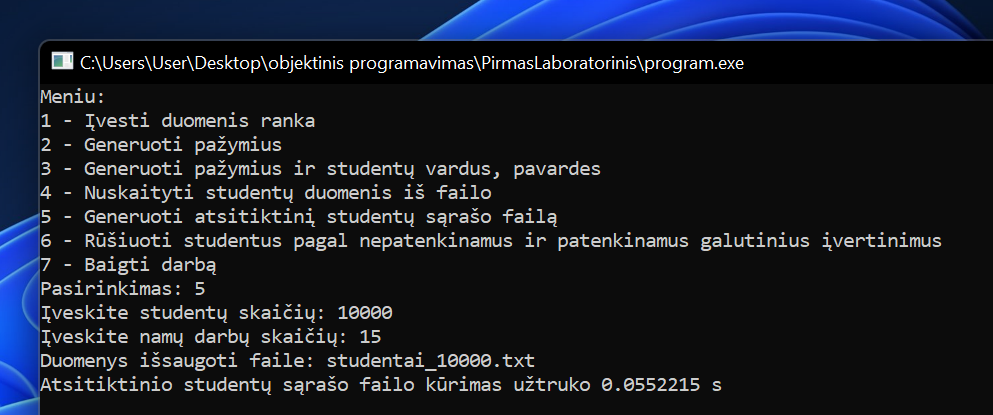 C:\Users\User\Desktop\objektinis programavimas\PirmasLaboratorinis\program.exe
Meniu:
1 - Įvesti duomenis ranka
2 - Generuoti pažymius
3 - Generuoti pažymius ir studentų vardus, pavardes
4 - Nuskaityti studentų duomenis iš failo
5 - Generuoti atsitiktinį studentų sąrašo failą
6 - Rūšiuoti studentus pagal nepatenkinamus ir patenkinamus galutinius įvertinimus
7 - Baigti darbą
Pasirinkimas: 5
Įveskite studentų skaičių: 10000
Įveskite namų darbų skaičių: 15
Duomenys išsaugoti faile: studentai_10000.txt
Atsitiktinio studentų sąrašo failo kūrimas užtruko 0.0552215 s